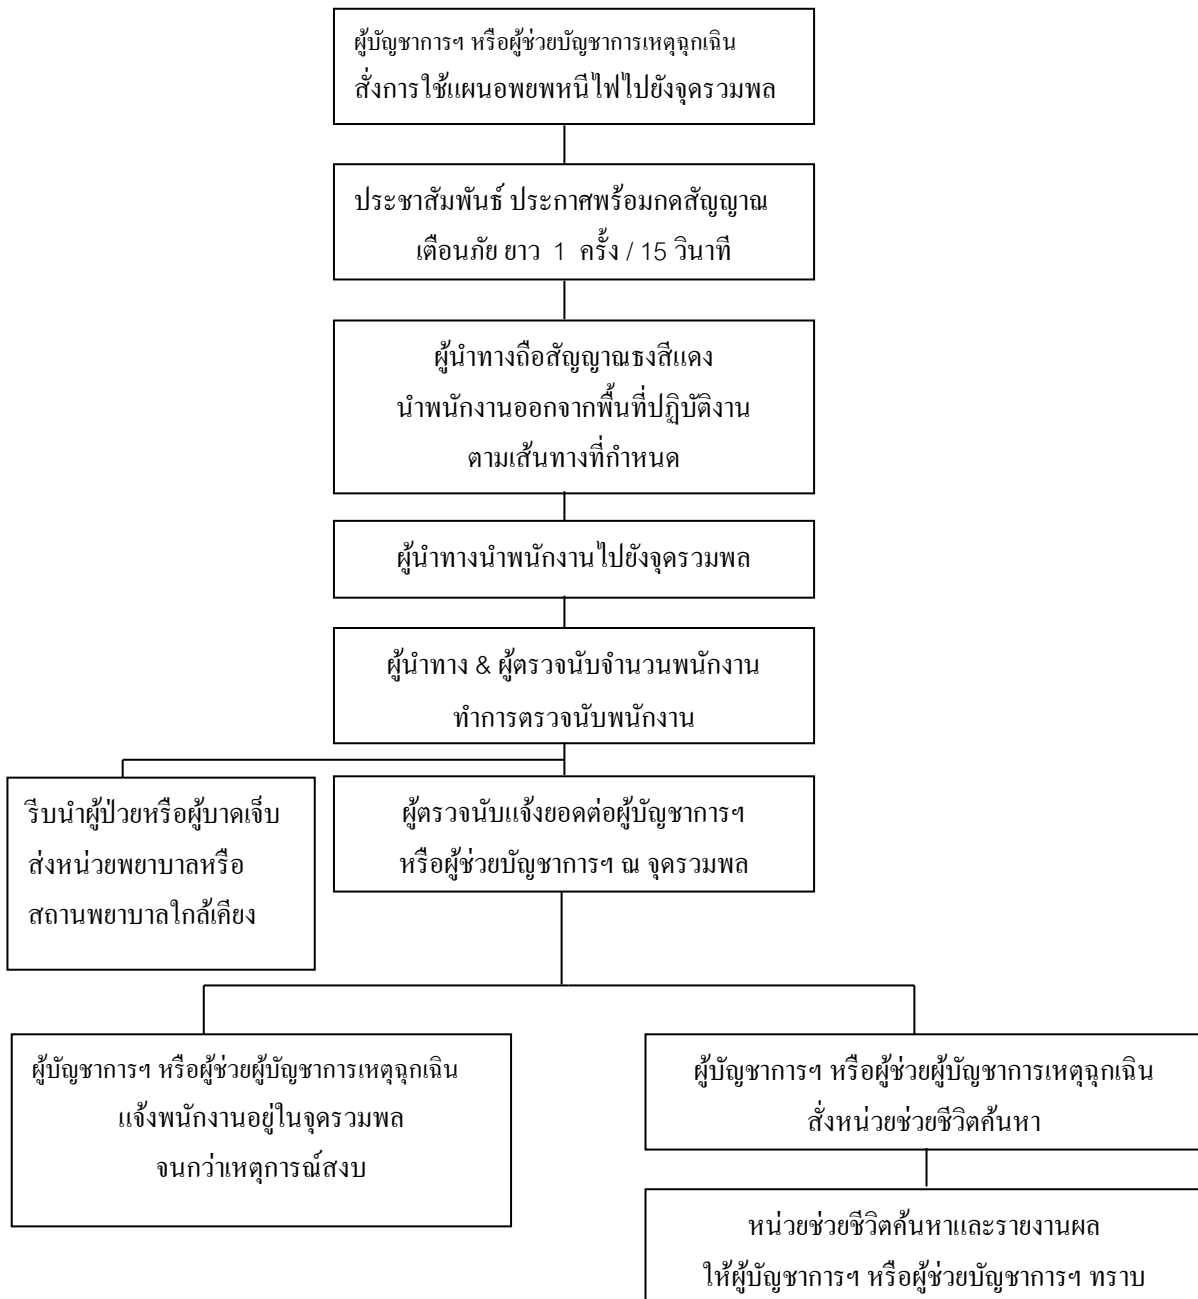 ผู้บัญชาการฯ หรือผู้ช่วยบัญชาการเหตุฉุกเฉิน
สั่งการใช้แผนอพยพหนีไฟไปยังจุดรวมพล
ประชาสัมพันธ์ ประกาศพร้อมกดสัญญาณ
เตือนภัย ยาว 1 ครั้ง / 15 วินาที
ผู้นำทางถือสัญญาณธงสีแดง
นำพนักงานออกจากพื้นที่ปฏิบัติงาน
ตามเส้นทางที่กำหนด
ผู้นำทางนำพนักงานไปยังจุดรวมพล
ผู้นำทาง & ผู้ตรวจนับจำนวนพนักงาน
ทำการตรวจนับพนักงาน
รีบนำผู้ป่วยหรือผู้บาดเจ็บ
ส่งหน่วยพยาบาลหรือ
สถานพยาบาลใกล้เคียง
ผู้ตรวจนับแจ้งยอดต่อผู้บัญชาการฯ
หรือผู้ช่วยบัญชาการฯ ณ จุดรวมพล
ผู้บัญชาการฯ หรือผู้ช่วยผู้บัญชาการเหตุฉุกเฉิน
แจ้งพนักงานอยู่ในจุดรวมพล
จนกว่าเหตุการณ์สงบ
ผู้บัญชาการฯ หรือผู้ช่วยผู้บัญชาการเหตุฉุกเฉิน
สั่งหน่วยช่วยชีวิตค้นหา
หน่วยช่วยชีวิตค้นหาและรายงานผล
ให้ผู้บัญชาการฯ หรือผู้ช่วยบัญชาการฯ ทราบ